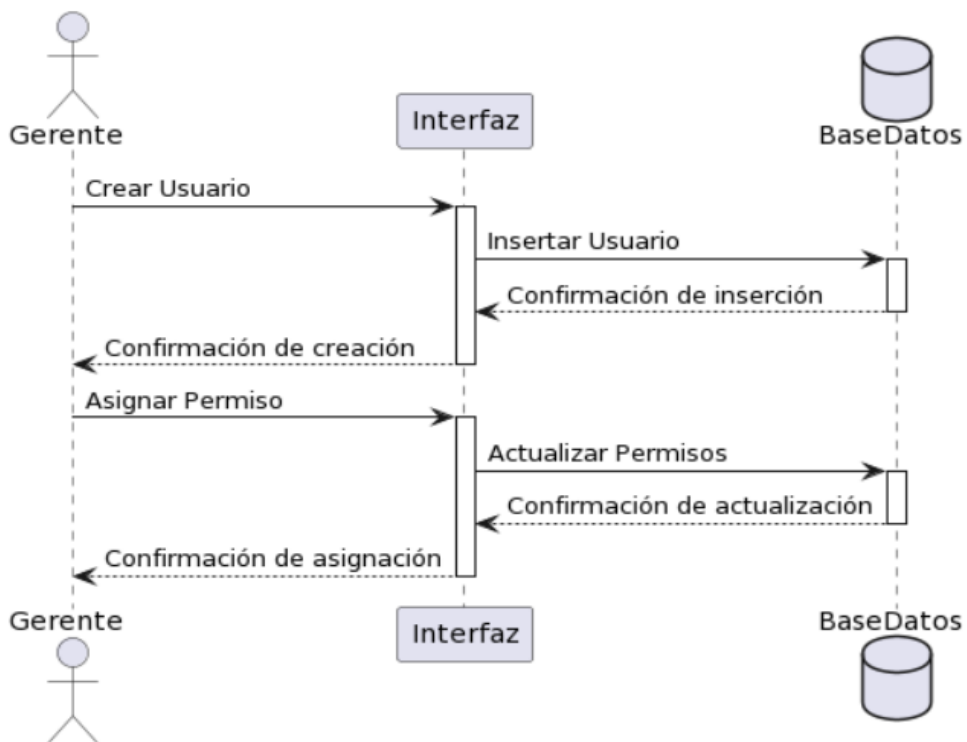 Gerente
Interfaz
BaseDatos
Crear Usuario
Insertar Usuario
Confirmación de inserción
Confirmación de creación
Asignar Permiso
Actualizar Permisos
Confirmación de actualización
Confirmación de asignación
Gerente
Interfaz
BaseDatos